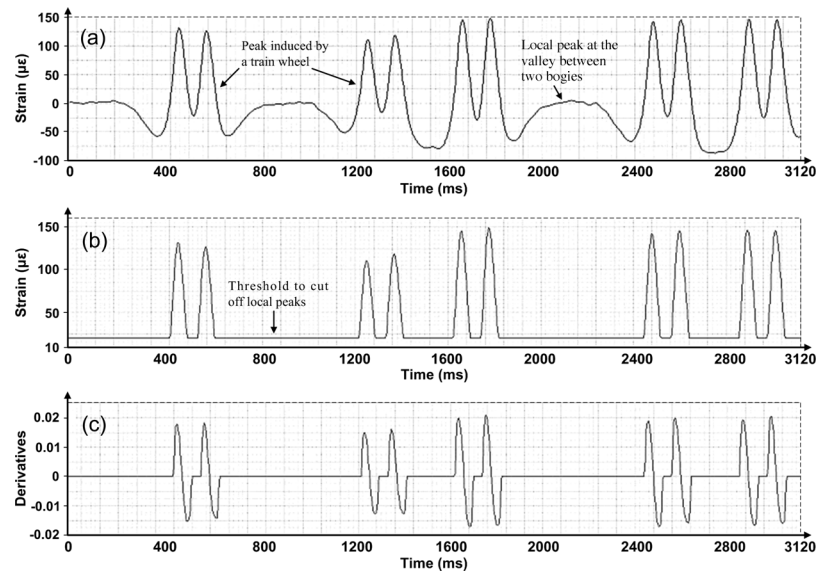 (a)
Strain (με)
150
100
50
0
-50
-100
Peak induced by
a train wheel
Local peak at the
valley between
two bogies
0 400 800 1200 1600 2000 2400 2800 3120
Time (ms)
(b)
Strain (με)
150
100
50
10
Threshold to cut
off local peaks
0 400 800 1200 1600 2000 2400 2800 3120
Time (ms)
(c)
Derivatives
0.02
0.01
0
-0.01
-0.02
0 400 800 1200 1600 2000 2400 2800 3120
Time (ms)